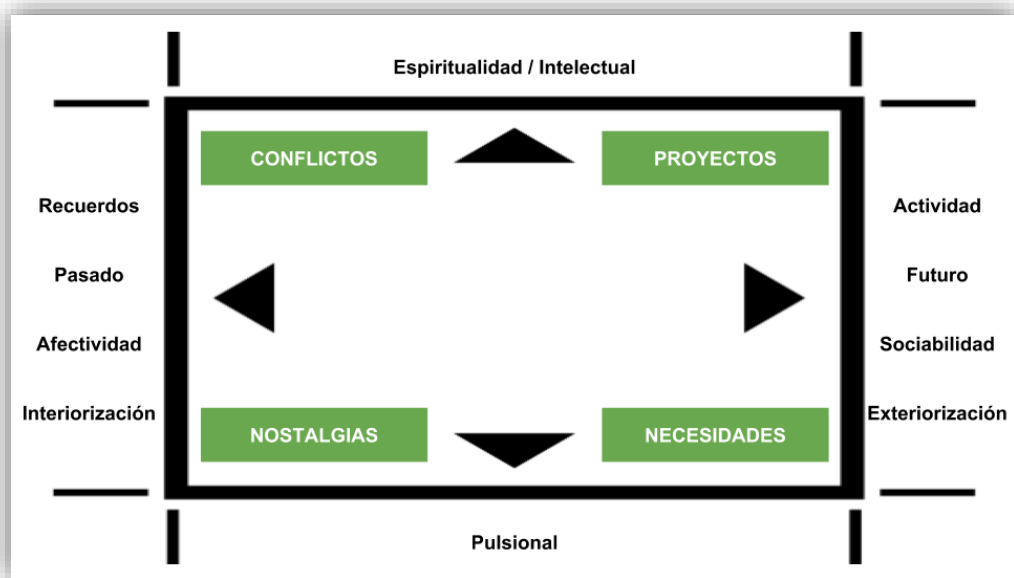 Espiritualidad / Intelectual
CONFLICTOS
PROYECTOS
Recuerdos
Actividad
Pasado
Futuro
Afectividad
Sociabilidad
Interiorización
Exteriorización
NOSTALGIAS
NECESIDADES
Pulsional